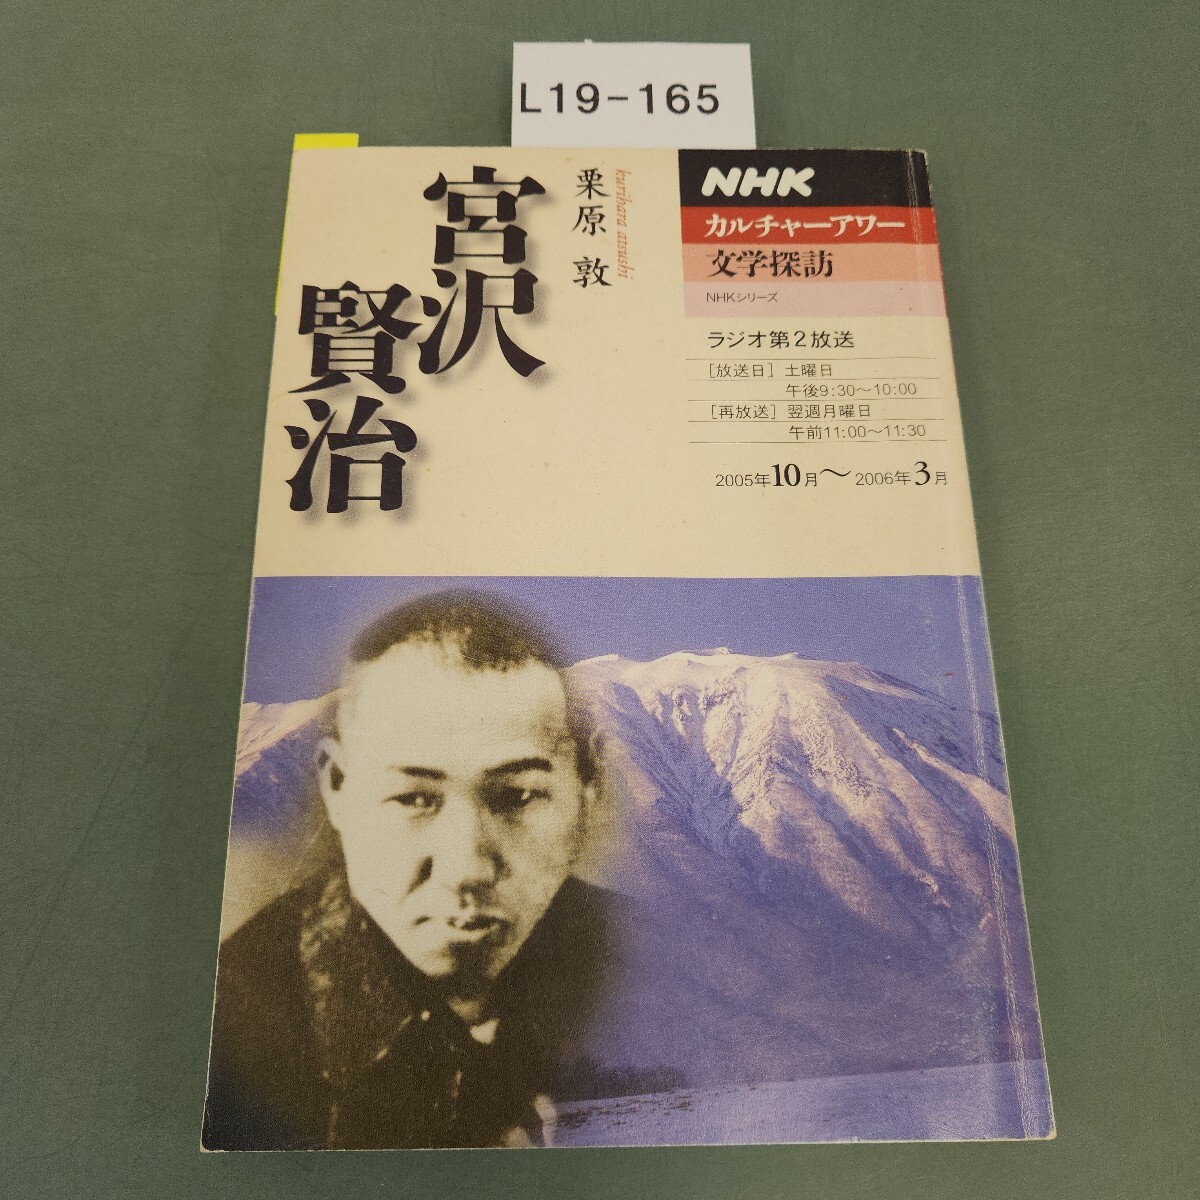 L19-165
NHK
カルチャーアワー
文学探訪
NHKシリーズ
ラジオ第2放送
[放送日] 土曜日
午後9:30〜10:00
[再放送] 翌週月曜日
午前11:00〜11:30
2005年10月〜2006年3月
kurihara atsushi
栗原 敦
宮沢
賢治